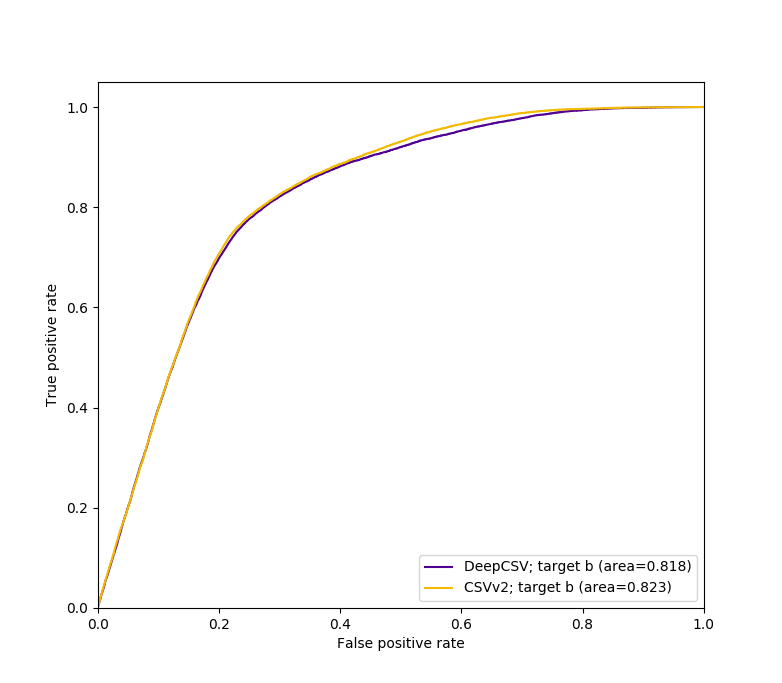 1.0
0.8
0.6
0.4
0.2
0.0
True positive rate
DeepCSV; target b (area=0.818)
CSVv2; target b (area=0.823)
0.0 0.2 0.4 0.6 0.8 1.0
False positive rate